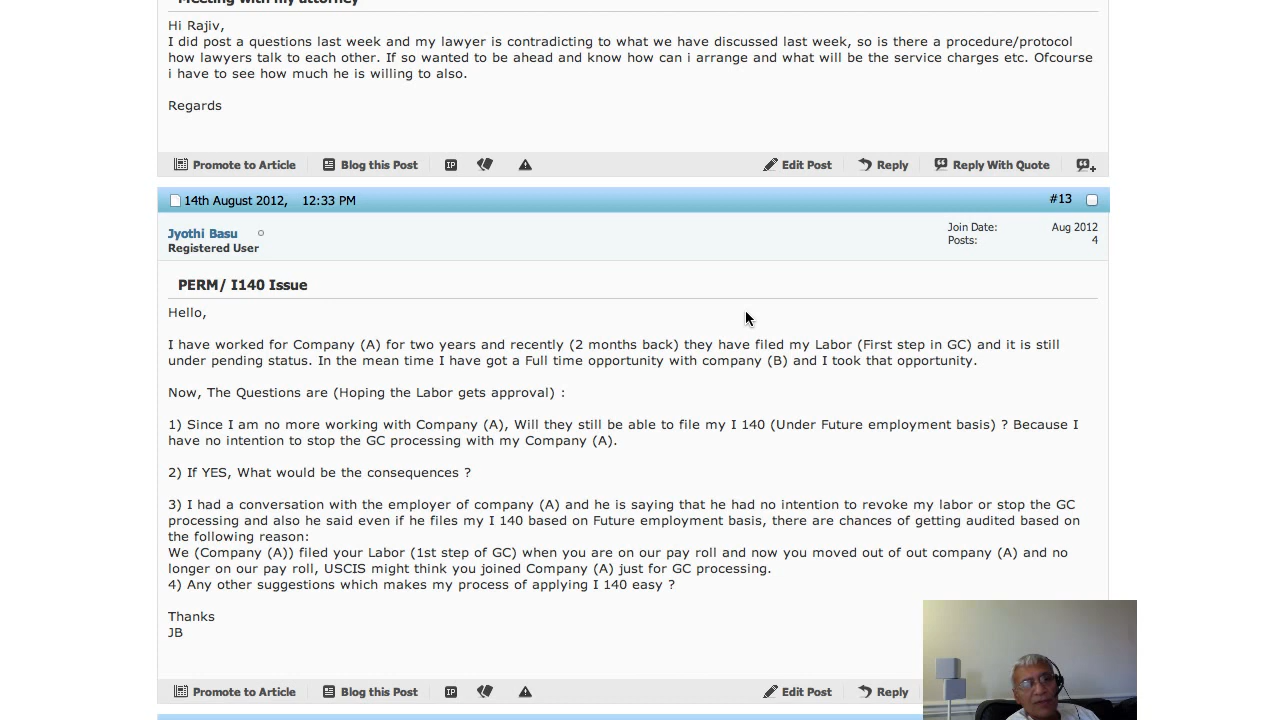 Meeting with my attorney
Hi Rajiv,
I did post a questions last week and my lawyer is contradicting to what we have discussed last week, so is there a procedure/protocol
how lawyers talk to each other. If so wanted to be ahead and know how can i arrange and what will be the service charges etc. Ofcourse
i have to see how much he is willing to also.
Regards
Promote to Article Blog this Post IP Edit Post Reply Reply With Quote
14th August 2012, 12:33 PM #13
Jyothi Basu Join Date: Aug 2012
Registered User Posts: 4
PERM/ I140 Issue
Hello,
I have worked for Company (A) for two years and recently (2 months back) they have filed my Labor (First step in GC) and it is still
under pending status. In the mean time I have got a Full time opportunity with company (B) and I took that opportunity.
Now, The Questions are (Hoping the Labor gets approval) :
1) Since I am no more working with Company (A), Will they still be able to file my I 140 (Under Future employment basis) ? Because I
have no intention to stop the GC processing with my Company (A).
2) If YES, What would be the consequences ?
3) I had a conversation with the employer of company (A) and he is saying that he had no intention to revoke my labor or stop the GC
processing and also he said even if he files my I 140 based on Future employment basis, there are chances of getting audited based on
the following reason:
We (Company (A)) filed your Labor (1st step of GC) when you are on our pay roll and now you moved out of out company (A) and no
longer on our pay roll, USCIS might think you joined Company (A) just for GC processing.
4) Any other suggestions which makes my process of applying I 140 easy ?
Thanks
JB
Promote to Article Blog this Post IP Edit Post Reply